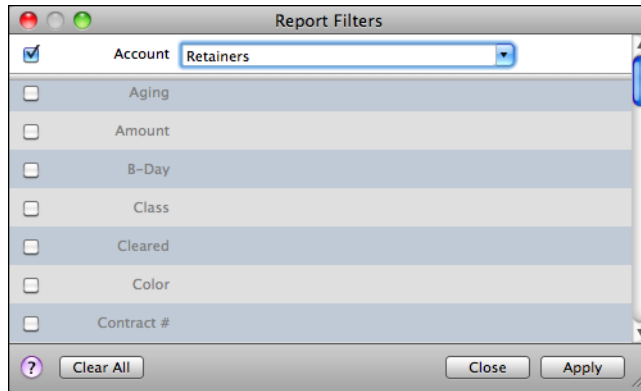 Report Filters
Account Retainers
Aging
Amount
B-Day
Class
Cleared
Color
Contract #
? Clear All Close Apply